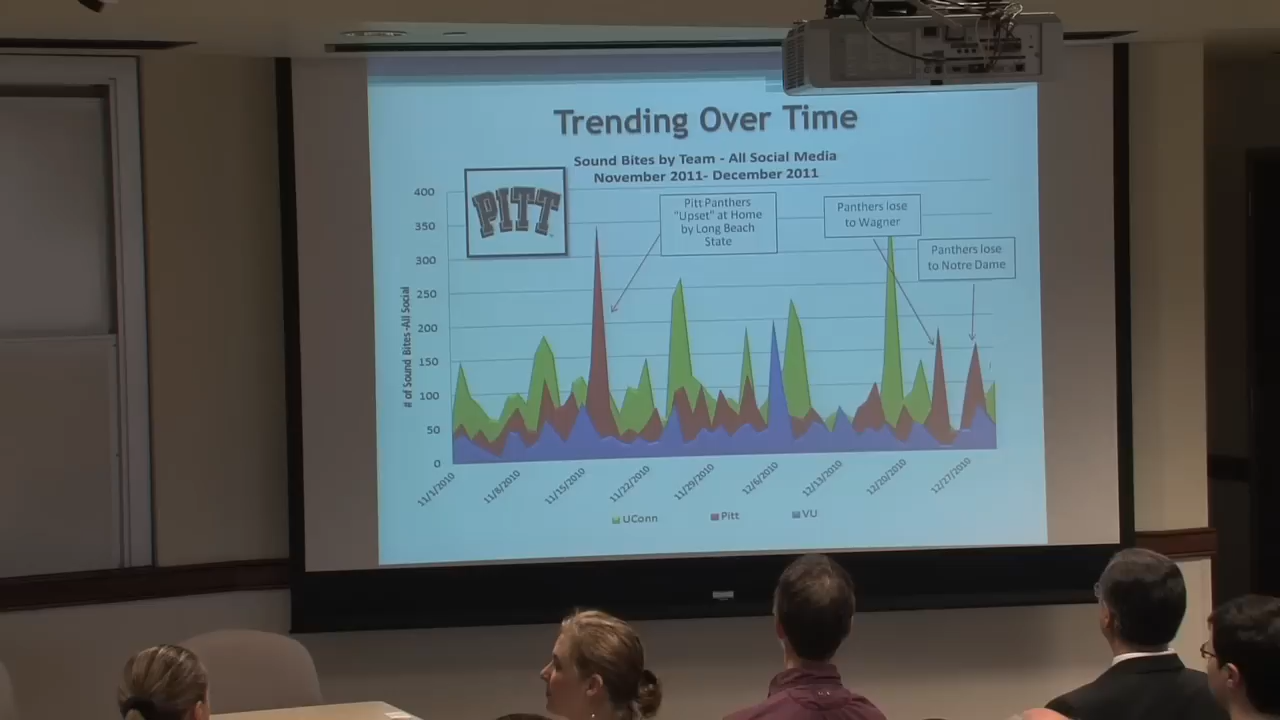 Trending Over Time
Sound Bites by Team - All Social Media
November 2011- December 2011
PITT
Pitt Panthers
"Upset" at Home
by Long Beach
State
Panthers lose
to Wagner
Panthers lose
to Notre Dame
# of Sound Bites-All Social
400
350
300
250
200
150
100
50
0
11/1/2010
11/8/2010
11/15/2010
11/22/2010
11/29/2010
12/6/2010
12/13/2010
12/20/2010
12/27/2010
UConn
Pitt
VU